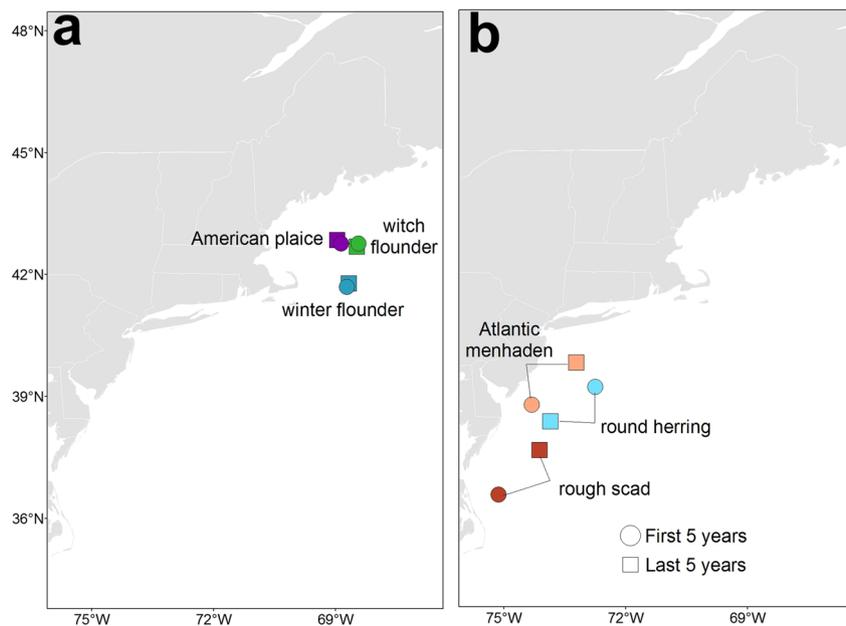 a
b
48°N
45°N
42°N
39°N
36°N
75°W
72°W
69°W
American plaice
witch
flounder
winter flounder
Atlantic
menhaden
round herring
rough scad
First 5 years
Last 5 years
75°W
72°W
69°W